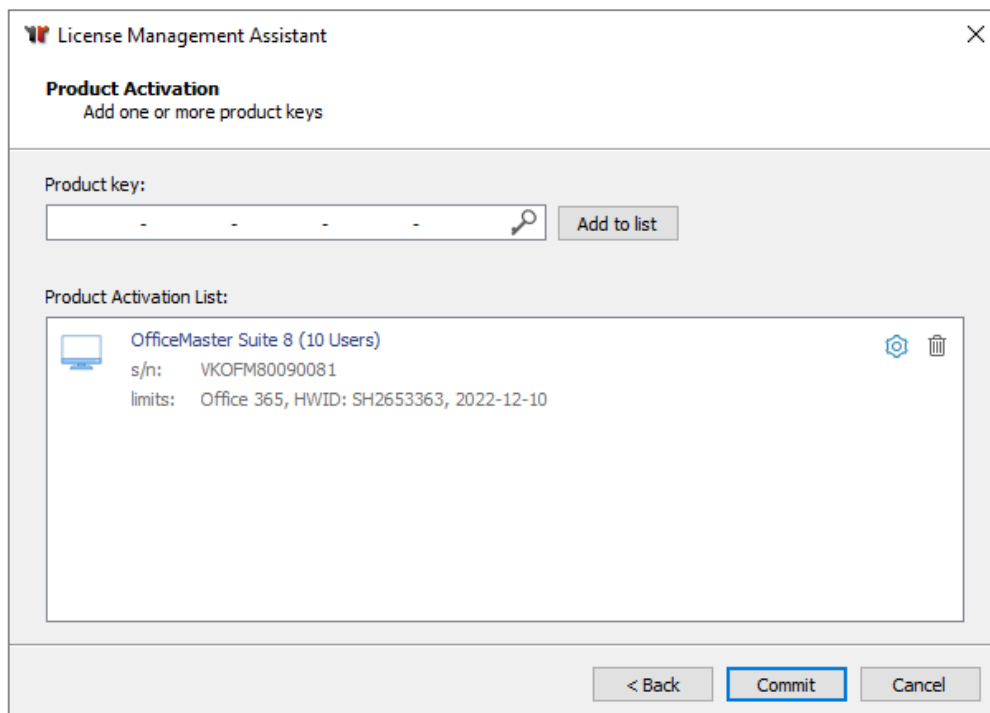 License Management Assistant
Product Activation
Add one or more product keys
Product key:
- - - - Add to list
Product Activation List:
OfficeMaster Suite 8 (10 Users)
s/n: VKOFM80090081
limits: Office 365, HWID: SH2653363, 2022-12-10
< Back Commit Cancel